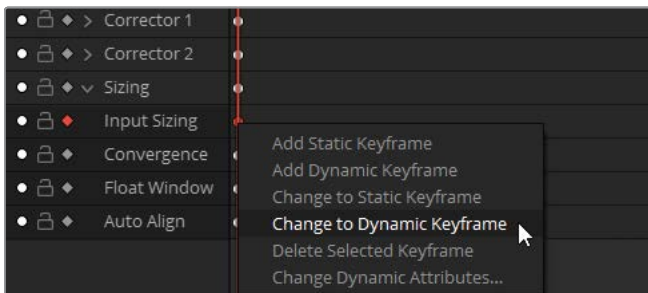 Corrector 1
Corrector 2
Sizing
Input Sizing
Convergence
Float Window
Auto Align
Add Static Keyframe
Add Dynamic Keyframe
Change to Static Keyframe
Change to Dynamic Keyframe
Delete Selected Keyframe
Change Dynamic Attributes...